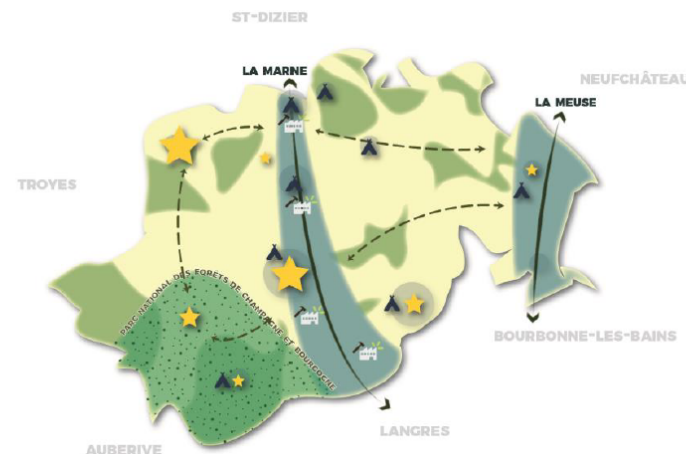 ST-DIZIER
LA MARNE
NEUFCHÂTEAU
LA MEUSE
TROYES
PARC NATIONAL DES FORÊTS DE CHAMPAGNE ET BOURGOGNE
BOURBONNE-LES-BAINS
LANGRES
AUBERIVE